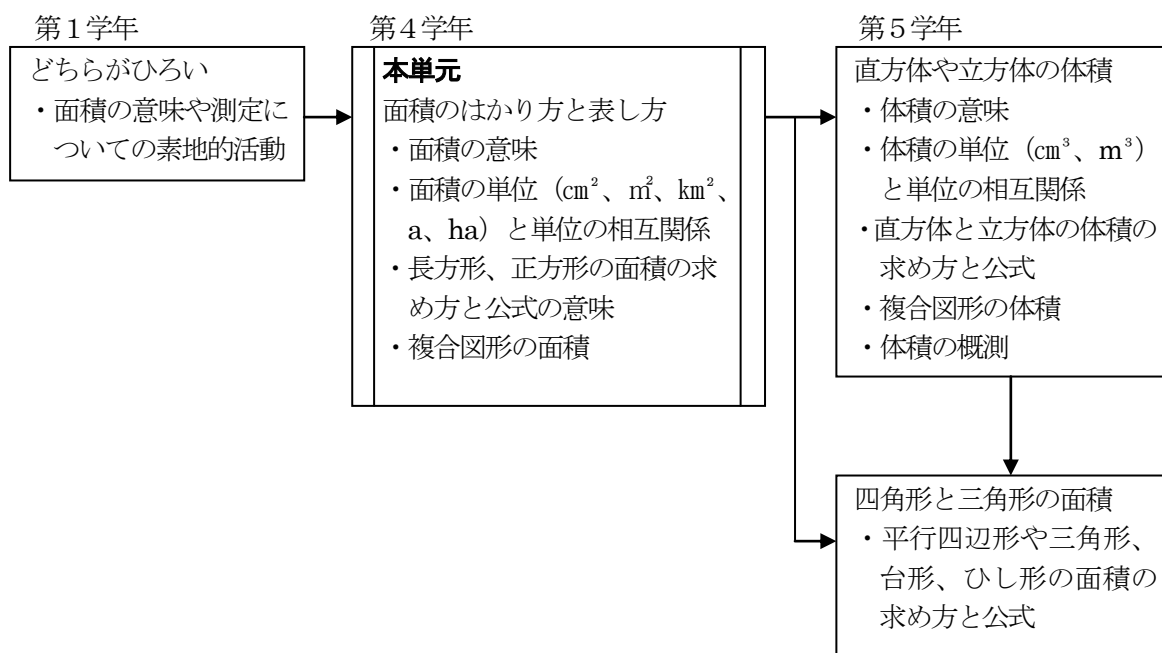 第１学年
どちらがひろい
・面積の意味や測定に
ついての素地的活動
第４学年
本単元
面積のはかり方と表し方
・面積の意味
・面積の単位（㎝²、㎡、㎞²、
a、ha）と単位の相互関係
・長方形、正方形の面積の求
め方と公式の意味
・複合図形の面積
第５学年
直方体や立方体の体積
・体積の意味
・体積の単位（㎝³、m³）
と単位の相互関係
・直方体と立方体の体積の
求め方と公式
・複合図形の体積
・体積の概測
四角形と三角形の面積
・平行四辺形や三角形、
台形、ひし形の面積の
求め方と公式